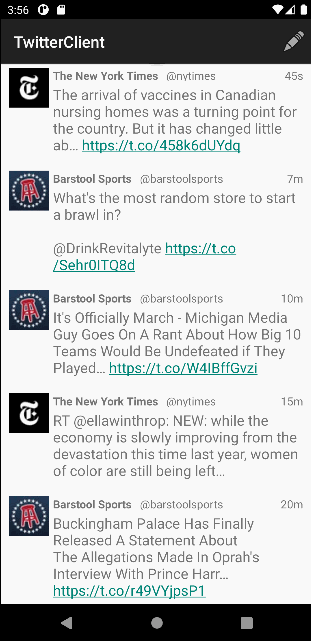 3:56
TwitterClient
The New York Times @nytimes 45s
The arrival of vaccines in Canadian
nursing homes was a turning point for
the country. But it has changed little
ab… https://t.co/458k6dUYdq
Barstool Sports @barstoolsports 7m
What's the most random store to start
a brawl in?
@DrinkRevitalyte https://t.co
/Sehr0ITQ8d
Barstool Sports @barstoolsports 10m
It's Officially March - Michigan Media
Guy Goes On A Rant About How Big 10
Teams Would Be Undefeated if They
Played… https://t.co/W4IBffGvzi
The New York Times @nytimes 15m
RT @ellawinthrop: NEW: while the
economy is slowly improving from the
devastation this time last year, women
of color are still being left…
Barstool Sports @barstoolsports 20m
Buckingham Palace Has Finally
Released A Statement About
The Allegations Made In Oprah's
Interview With Prince Harr…
https://t.co/r49VYjpsP1